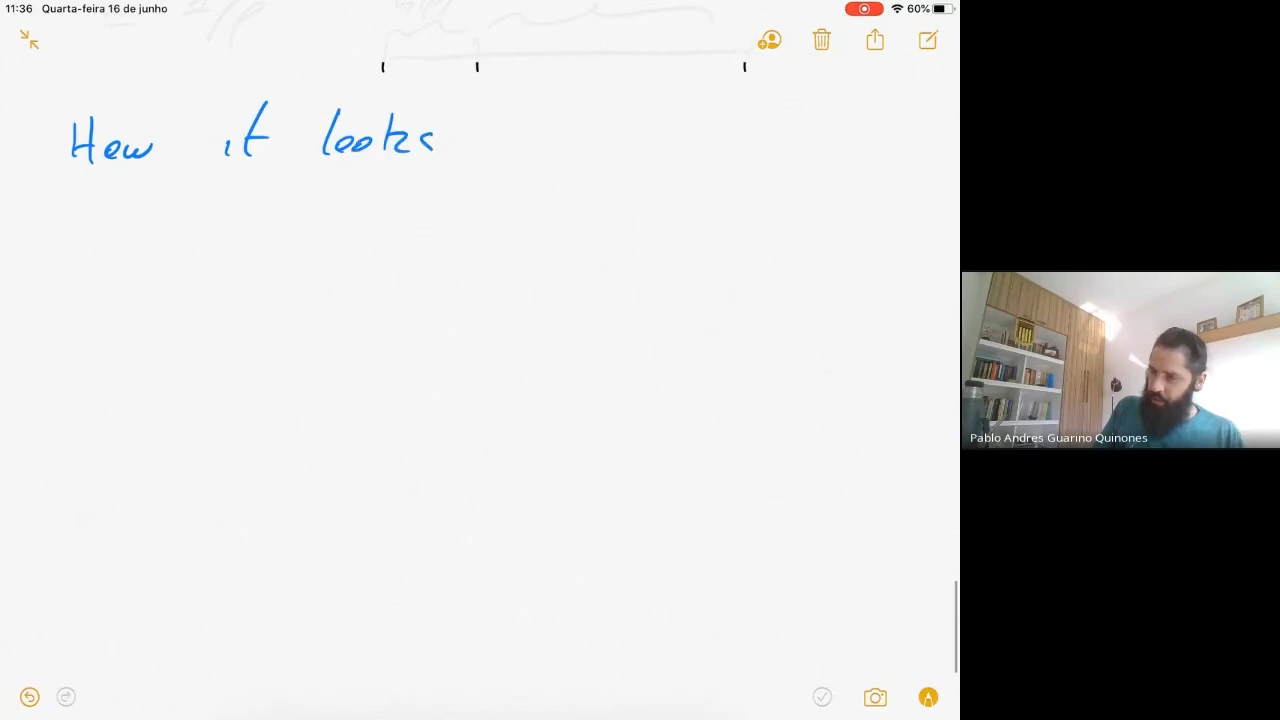 11:36 Quarta-feira 16 de junho 60%
How it looks
Pablo Andres Guarino Quinones